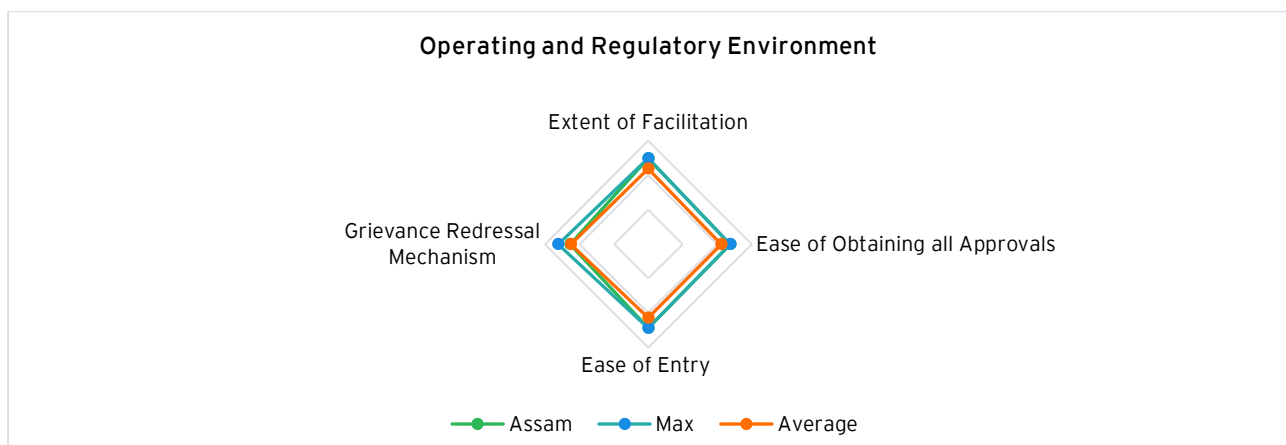 Operating and Regulatory Environment
Extent of Facilitation
Grievance Redressal
Mechanism
Ease of Obtaining all Approvals
Ease of Entry
Assam
Max
Average